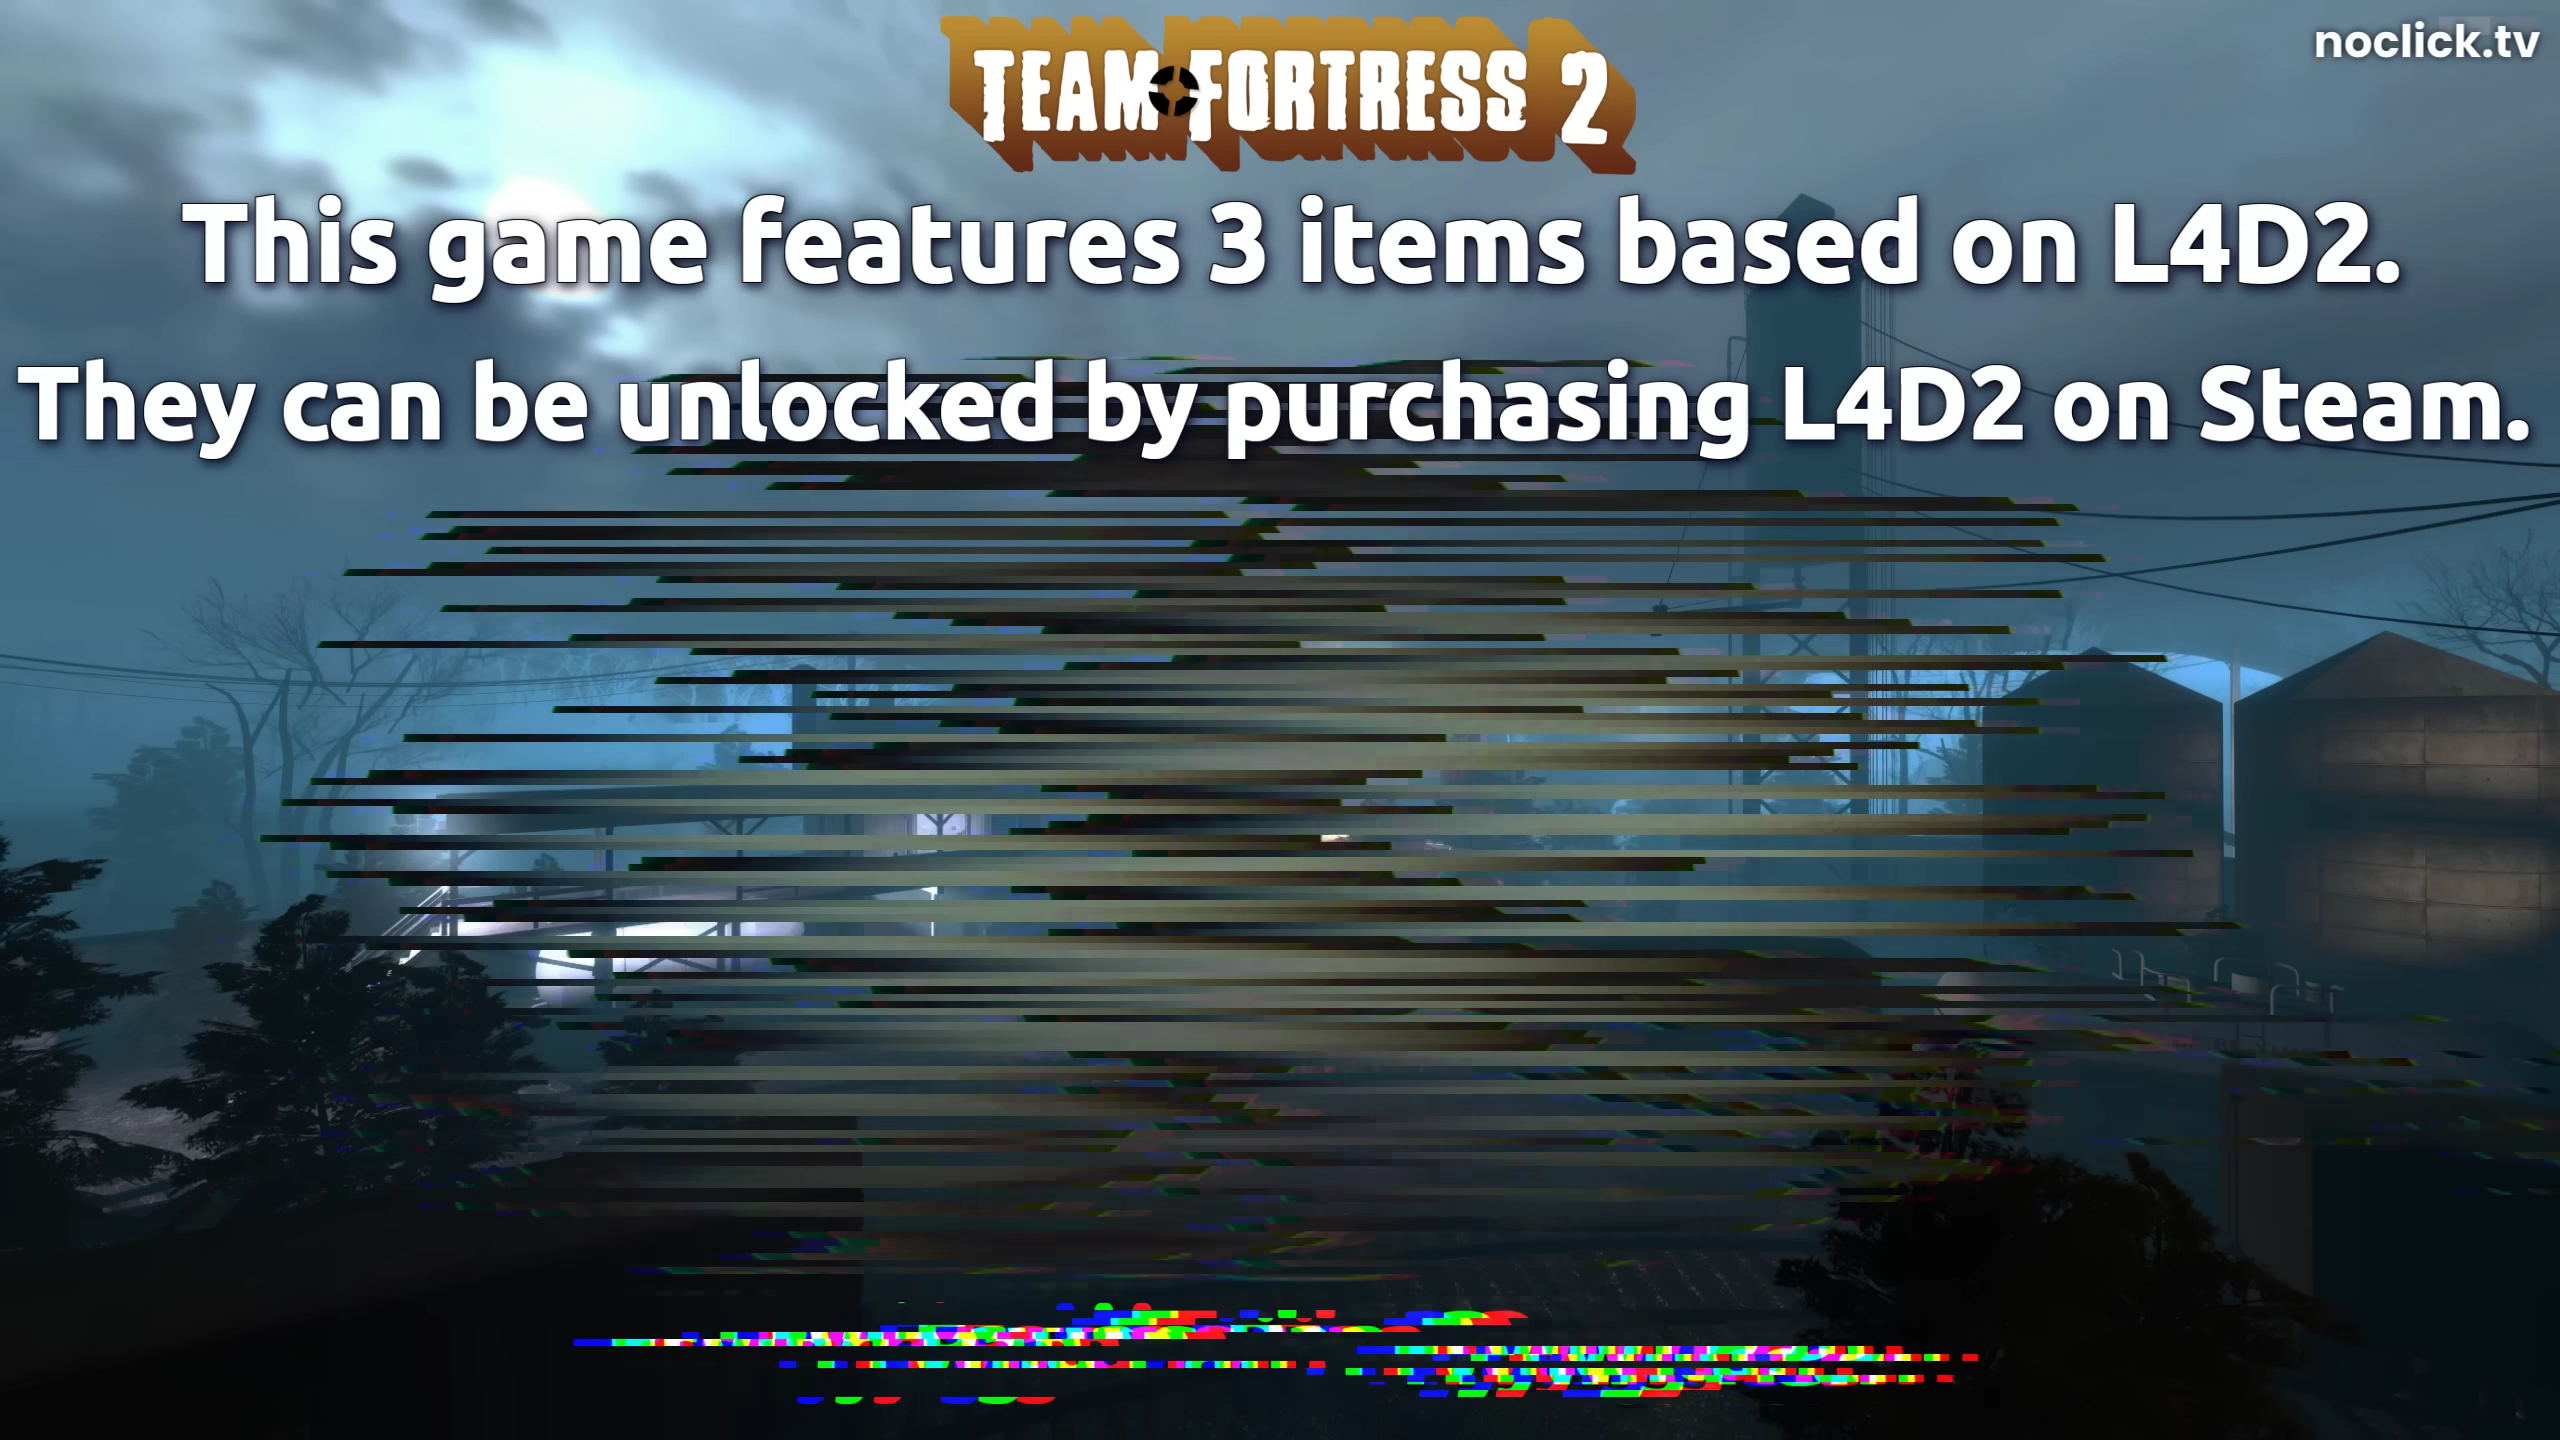 noclick.tv
TEAM FORTRESS 2
This game features 3 items based on L4D2.
They can be unlocked by purchasing L4D2 on Steam.